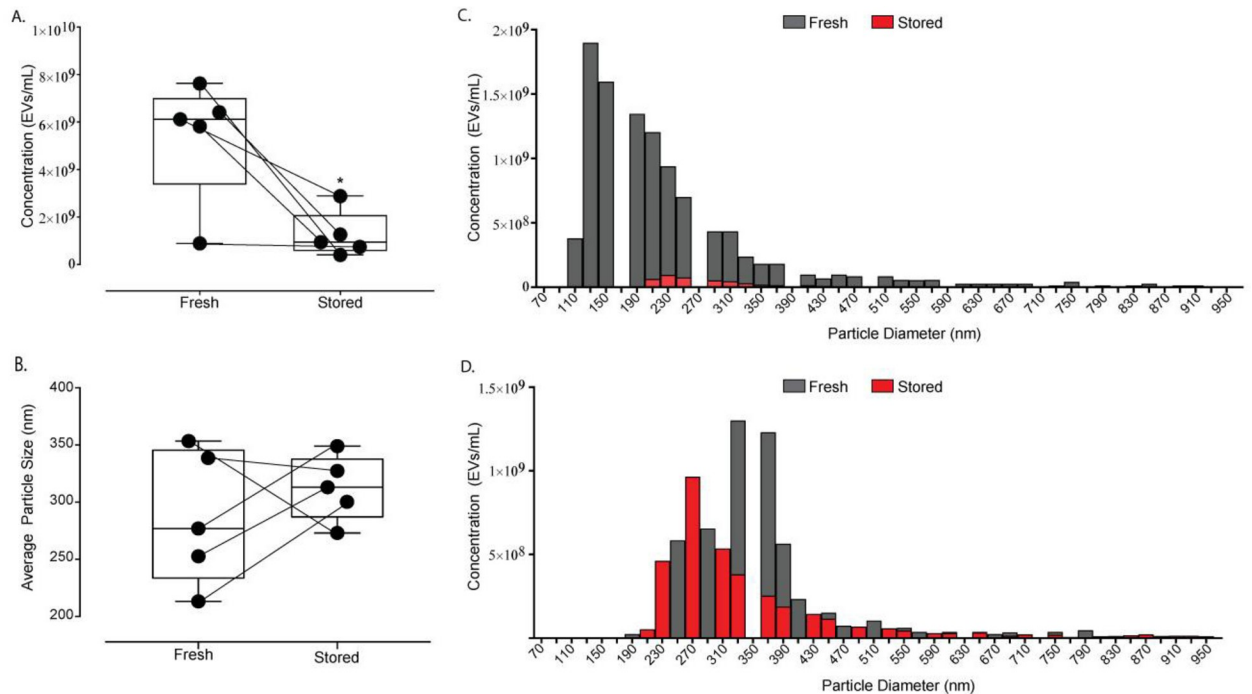 A.
Concentration (EVs/mL)
1×10¹⁰
8×10⁹
6×10⁹
4×10⁹
2×10⁹
0
*
Fresh
Stored
B.
Average Particle Size (nm)
400
350
300
250
200
Fresh
Stored
C.
Fresh
Stored
Concentration (EVs/mL)
2×10⁹
1.5×10⁹
1×10⁹
5×10⁸
0
70 110 150 190 230 270 310 350 390 430 470 510 550 590 630 670 710 750 790 830 870 910 950
Particle Diameter (nm)
D.
Fresh
Stored
Concentration (EVs/mL)
1.5×10⁹
1×10⁹
5×10⁸
70 110 150 190 230 270 310 350 390 430 470 510 550 590 630 670 710 750 790 830 870 910 950
Particle Diameter (nm)